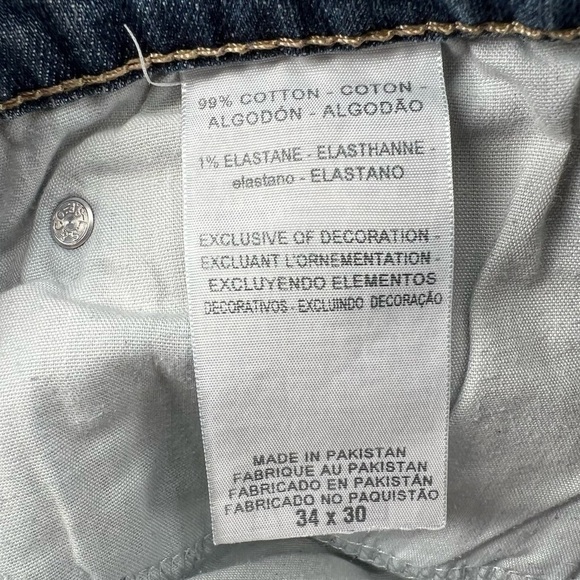 99% COTTON - COTON -
ALGODÓN - ALGODÃO
1% ELASTANE - ELASTHANNE -
elastano - ELASTANO
EXCLUSIVE OF DECORATION -
EXCLUANT L'ORNEMENTATION -
EXCLUYENDO ELEMENTOS
DECORATIVOS - EXCLUINDO DECORAÇÃO
MADE IN PAKISTAN
FABRIQUE AU PAKISTAN
FABRICADO EN PAKISTÁN
FABRICADO NO PAQUISTÃO
34 x 30